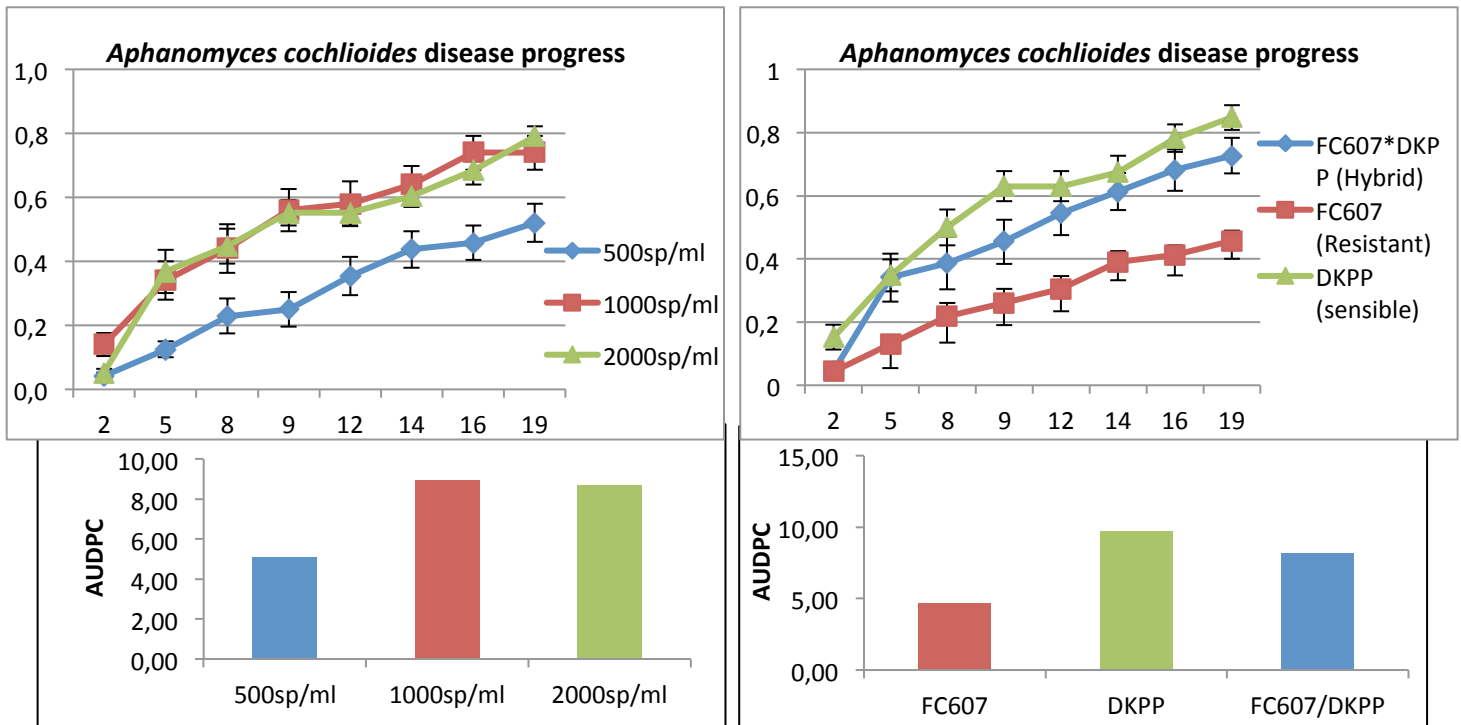 Aphanomyces cochlioides disease progress
1,0
0,8
0,6
0,4
0,2
0,0
2 5 8 9 12 14 16 19
500sp/ml
1000sp/ml
2000sp/ml
Aphanomyces cochlioides disease progress
1
0,8
0,6
0,4
0,2
0
2 5 8 9 12 14 16 19
FC607*DKP
P (Hybrid)
FC607
(Resistant)
DKPP
(sensible)
AUDPC
10,00
8,00
6,00
4,00
2,00
0,00
500sp/ml 1000sp/ml 2000sp/ml
AUDPC
15,00
10,00
5,00
0,00
FC607 DKPP FC607/DKPP